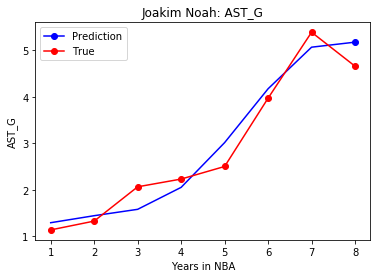 Joakim Noah: AST_G
Prediction
True
AST_G
5
4
3
2
1
1 2 3 4 5 6 7 8
Years in NBA